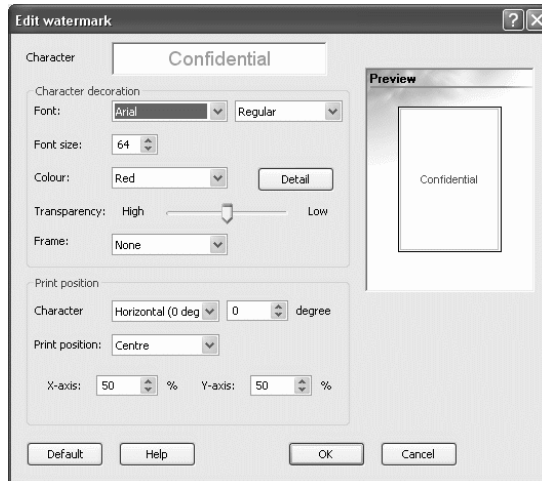 Edit watermark
Character Confidential
Preview
Character decoration
Font: Arial Regular
Font size: 64
Colour: Red Detail
Confidential
Transparency: High Low
Frame: None
Print position
Character Horizontal (0 deg 0 degree
Print position: Centre
X-axis: 50 % Y-axis: 50 %
Default Help OK Cancel